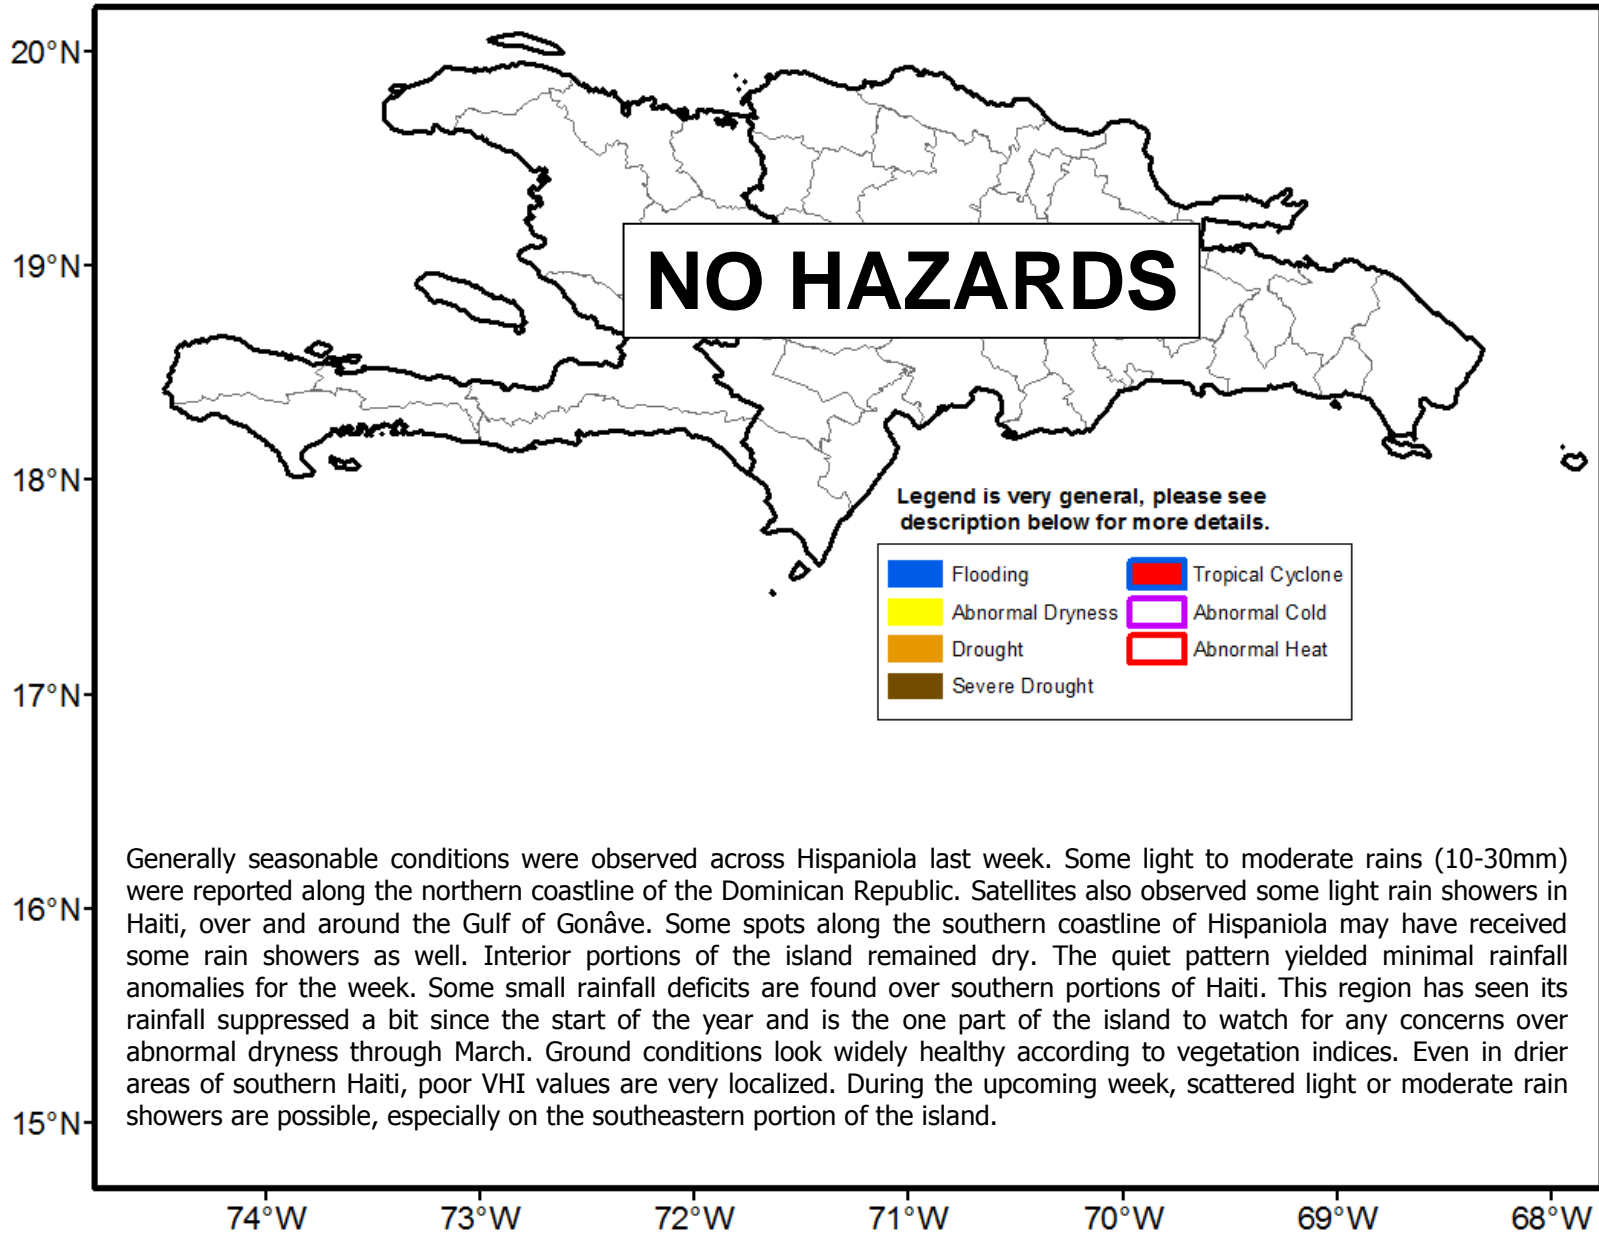 20°N
19°N
18°N
17°N
16°N
15°N
NO HAZARDS
Legend is very general, please see
description below for more details.
Flooding
Tropical Cyclone
Abnormal Dryness
Abnormal Cold
Drought
Abnormal Heat
Severe Drought
Generally seasonable conditions were observed across Hispaniola last week. Some light to moderate rains (10-30mm)
were reported along the northern coastline of the Dominican Republic. Satellites also observed some light rain showers in
Haiti, over and around the Gulf of Gonâve. Some spots along the southern coastline of Hispaniola may have received
some rain showers as well. Interior portions of the island remained dry. The quiet pattern yielded minimal rainfall
anomalies for the week. Some small rainfall deficits are found over southern portions of Haiti. This region has seen its
rainfall suppressed a bit since the start of the year and is the one part of the island to watch for any concerns over
abnormal dryness through March. Ground conditions look widely healthy according to vegetation indices. Even in drier
areas of southern Haiti, poor VHI values are very localized. During the upcoming week, scattered light or moderate rain
showers are possible, especially on the southeastern portion of the island.
74°W
73°W
72°W
71°W
70°W
69°W
68°W